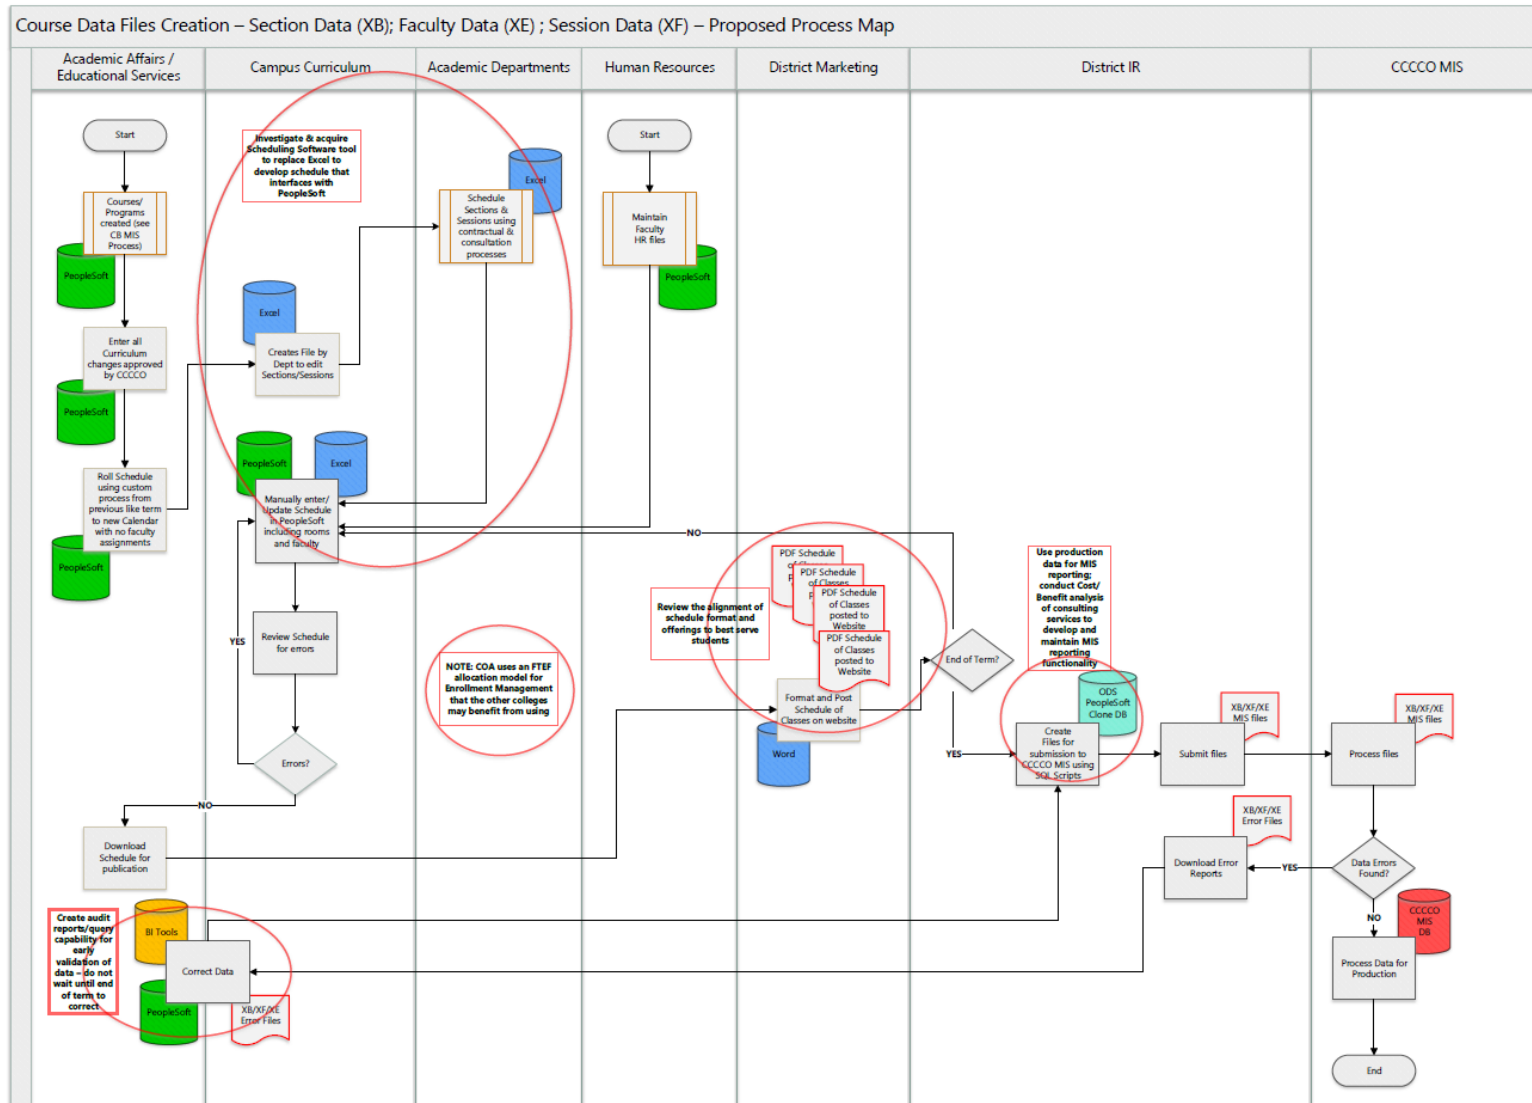 Course Data Files Creation – Section Data (XB); Faculty Data (XE) ; Session Data (XF) – Proposed Process Map
Academic Affairs /
Educational Services
Campus Curriculum
Academic Departments
Human Resources
District Marketing
District IR
CCCCO MIS
Start
Courses/
Programs
created (see
CB MIS
Process)
PeopleSoft
Enter all
Curriculum
changes approved
by CCCCO
PeopleSoft
Roll Schedule
using custom
process from
previous like term
to new Calendar
with no faculty
assignments
PeopleSoft
Investigate & acquire
Scheduling Software tool
to replace Excel to
develop schedule that
interfaces with
PeopleSoft
Excel
Creates File by
Dept to edit
Sections/Sessions
Excel
Schedule
Sections &
Sessions using
contractual &
consultation
processes
Start
Maintain
Faculty
HR files
PeopleSoft
PeopleSoft
Excel
Manually enter/
Update Schedule
in PeopleSoft
including rooms
and faculty
NO
YES
Review Schedule
for errors
Errors?
NO
Download
Schedule for
publication
NOTE: COA uses an FTEF
allocation model for
Enrollment Management
that the other colleges
may benefit from using
Review the alignment of
schedule format and
offerings to best serve
students
PDF Schedule
of Classes
PDF Schedule
of Classes
PDF Schedule
of Classes
posted to
Website
PDF Schedule
of Classes
posted to
Website
Format and Post
Schedule of
Classes on website
Word
End of Term?
YES
Use production
data for MIS
reporting;
conduct Cost/
Benefit analysis
of consulting
services to
develop and
maintain MIS
reporting
functionality
ODS
PeopleSoft
Clone DB
Create
Files for
submission to
CCCCO MIS using
SQL Scripts
XB/XF/XE
MIS files
Submit files
XB/XF/XE
MIS files
Process files
XB/XF/XE
Error Files
Download Error
Reports
YES
Data Errors
Found?
NO
CCCCO
MIS
DB
Process Data for
Production
End
Create audit
reports/query
capability for
early
validation of
data – do not
wait until end
of term to
correct
BI Tools
Correct Data
PeopleSoft
XB/XF/XE
Error Files